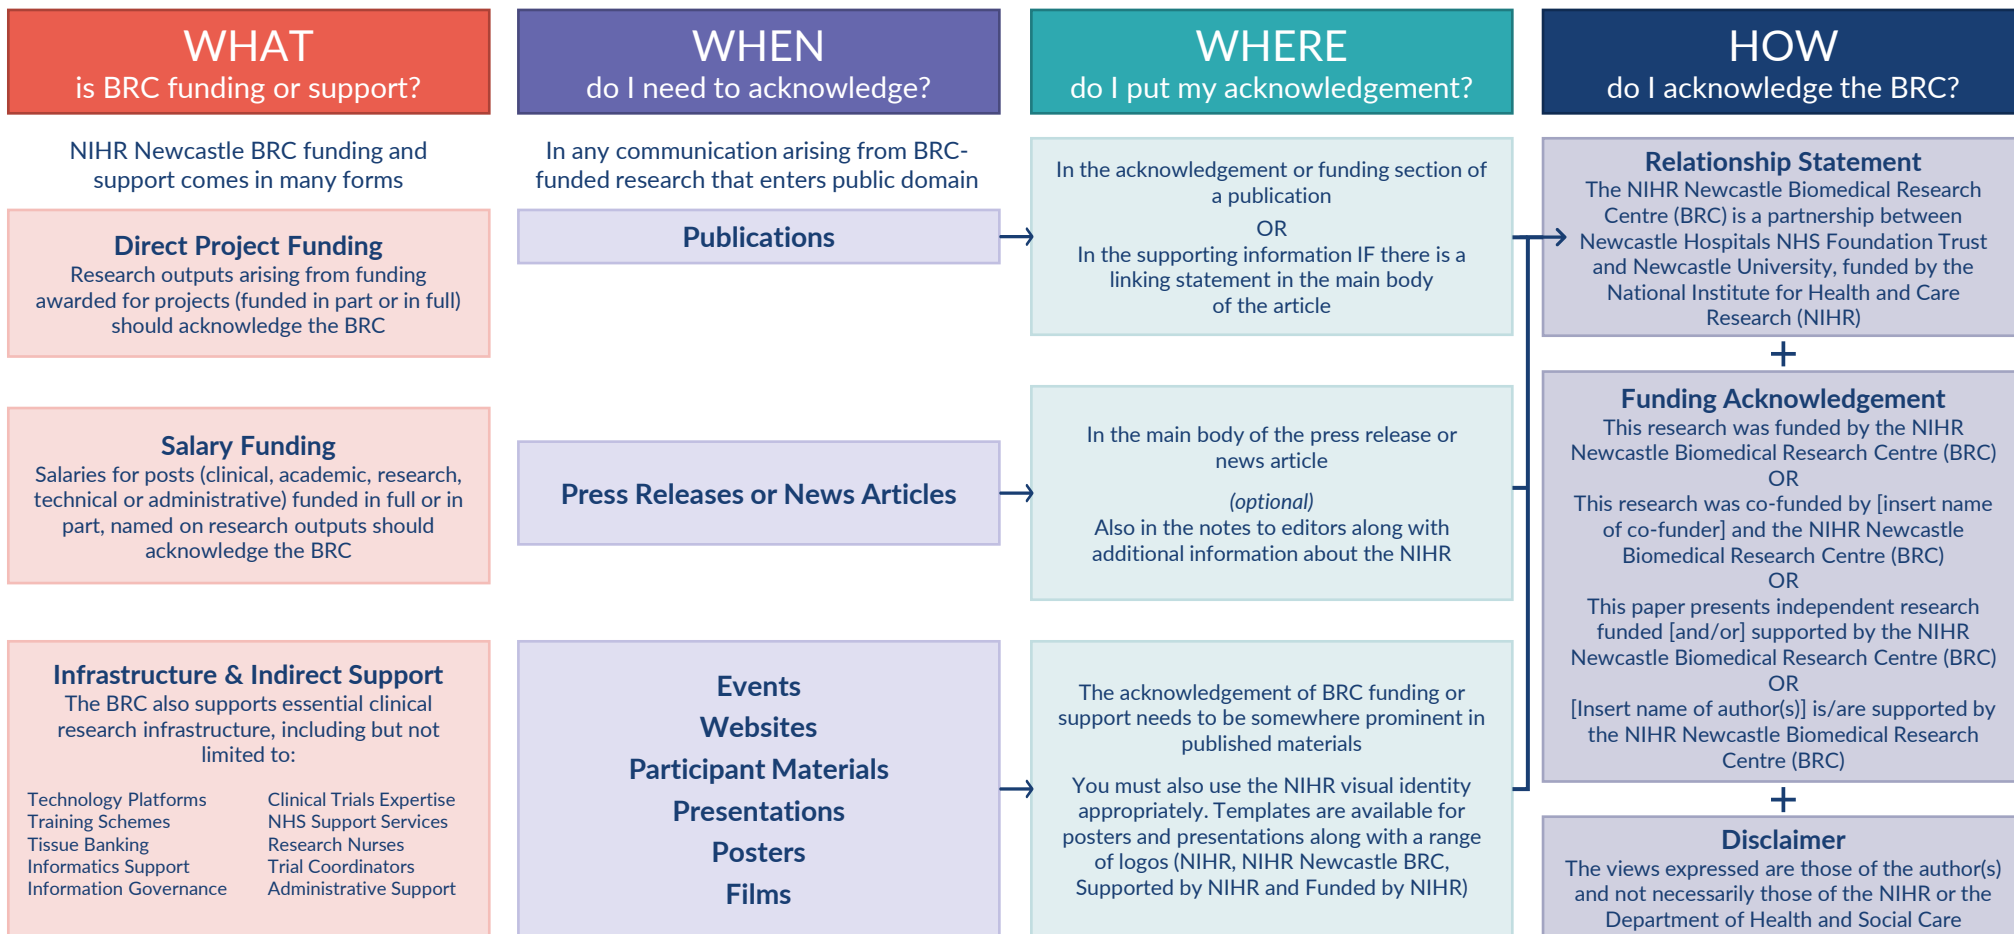 WHAT
is BRC funding or support?
NIHR Newcastle BRC funding and
support comes in many forms
Direct Project Funding
Research outputs arising from funding
awarded for projects (funded in part or in full)
should acknowledge the BRC
Salary Funding
Salaries for posts (clinical, academic, research,
technical or administrative) funded in full or in
part, named on research outputs should
acknowledge the BRC
Infrastructure & Indirect Support
The BRC also supports essential clinical
research infrastructure, including but not
limited to:
Technology Platforms
Training Schemes
Tissue Banking
Informatics Support
Information Governance
Clinical Trials Expertise
NHS Support Services
Research Nurses
Trial Coordinators
Administrative Support
WHEN
do I need to acknowledge?
In any communication arising from BRC-
funded research that enters public domain
Publications
Press Releases or News Articles
Events
Websites
Participant Materials
Presentations
Posters
Films
WHERE
do I put my acknowledgement?
In the acknowledgement or funding section of
a publication
OR
In the supporting information IF there is a
linking statement in the main body
of the article
In the main body of the press release or
news article
(optional)
Also in the notes to editors along with
additional information about the NIHR
The acknowledgement of BRC funding or
support needs to be somewhere prominent in
published materials
You must also use the NIHR visual identity
appropriately. Templates are available for
posters and presentations along with a range
of logos (NIHR, NIHR Newcastle BRC,
Supported by NIHR and Funded by NIHR)
HOW
do I acknowledge the BRC?
Relationship Statement
The NIHR Newcastle Biomedical Research
Centre (BRC) is a partnership between
Newcastle Hospitals NHS Foundation Trust
and Newcastle University, funded by the
National Institute for Health and Care
Research (NIHR)
+
Funding Acknowledgement
This research was funded by the NIHR
Newcastle Biomedical Research Centre (BRC)
OR
This research was co-funded by [insert name
of co-funder] and the NIHR Newcastle
Biomedical Research Centre (BRC)
OR
This paper presents independent research
funded [and/or] supported by the NIHR
Newcastle Biomedical Research Centre (BRC)
OR
[Insert name of author(s)] is/are supported by
the NIHR Newcastle Biomedical Research
Centre (BRC)
+
Disclaimer
The views expressed are those of the author(s)
and not necessarily those of the NIHR or the
Department of Health and Social Care